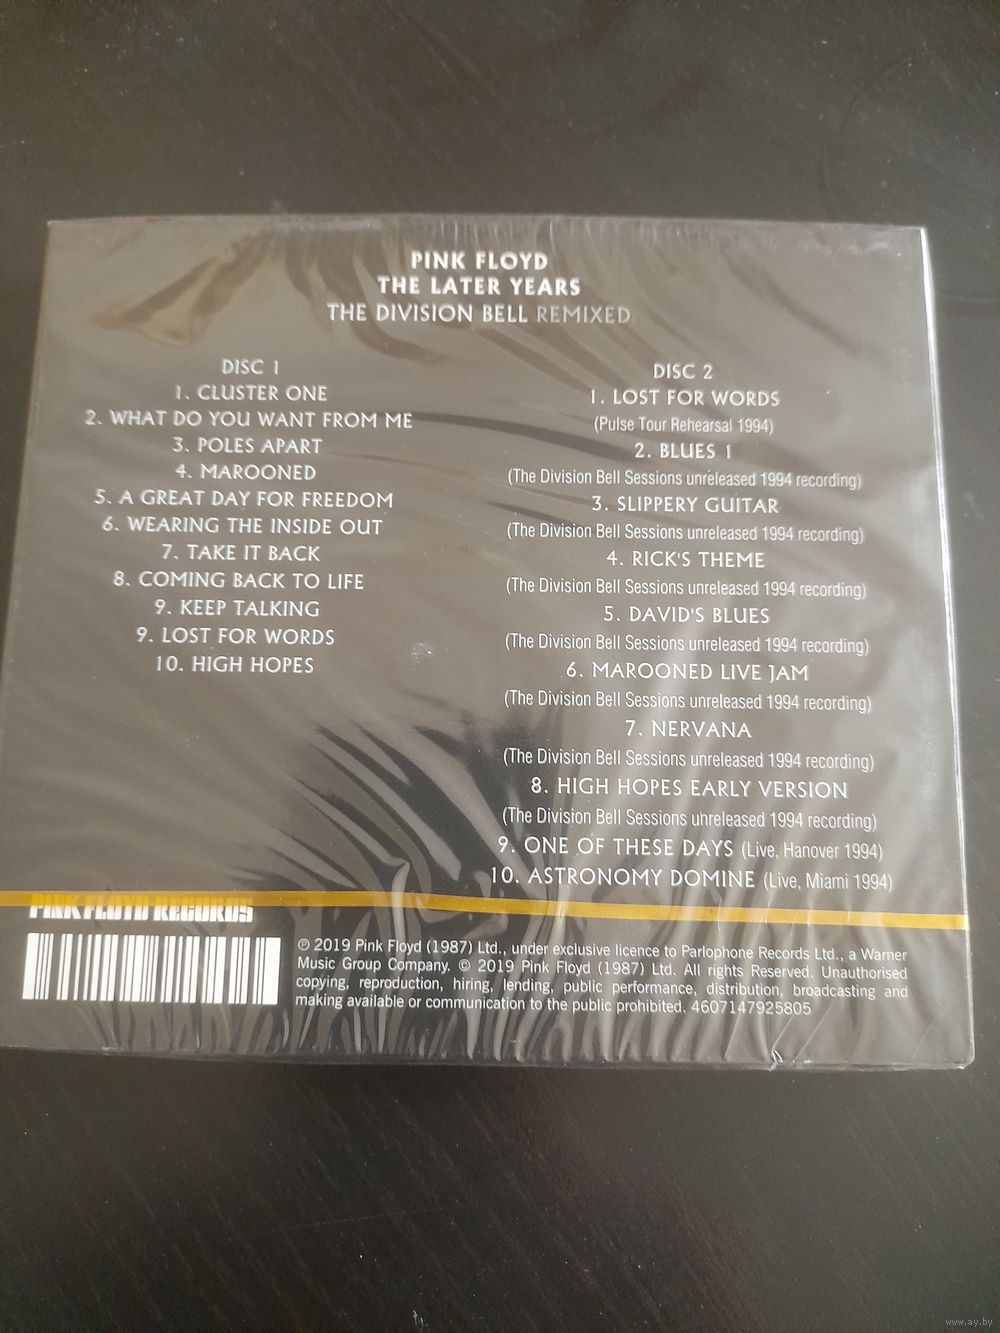 PINK FLOYD
THE LATER YEARS
THE DIVISION BELL REMIXED
DISC 1
1. CLUSTER ONE
2. WHAT DO YOU WANT FROM ME
3. POLES APART
4. MAROONED
5. A GREAT DAY FOR FREEDOM
6. WEARING THE INSIDE OUT
7. TAKE IT BACK
8. COMING BACK TO LIFE
9. KEEP TALKING
9. LOST FOR WORDS
10. HIGH HOPES
DISC 2
1. LOST FOR WORDS
(Pulse Tour Rehearsal 1994)
2. BLUES 1
(The Division Bell Sessions unreleased 1994 recording)
3. SLIPPERY GUITAR
(The Division Bell Sessions unreleased 1994 recording)
4. RICK'S THEME
(The Division Bell Sessions unreleased 1994 recording)
5. DAVID'S BLUES
(The Division Bell Sessions unreleased 1994 recording)
6. MAROONED LIVE JAM
(The Division Bell Sessions unreleased 1994 recording)
7. NERVANA
(The Division Bell Sessions unreleased 1994 recording)
8. HIGH HOPES EARLY VERSION
(The Division Bell Sessions unreleased 1994 recording)
9. ONE OF THESE DAYS (Live, Hanover 1994)
10. ASTRONOMY DOMINE (Live, Miami 1994)
PINK FLOYD RECORDS
℗ 2019 Pink Floyd (1987) Ltd., under exclusive licence to Parlophone Records Ltd., a Warner
Music Group Company. © 2019 Pink Floyd (1987) Ltd. All rights Reserved. Unauthorised
copying, reproduction, hiring, lending, public performance, distribution, broadcasting and
making available or communication to the public prohibited. 4607147925805
www.ay.by